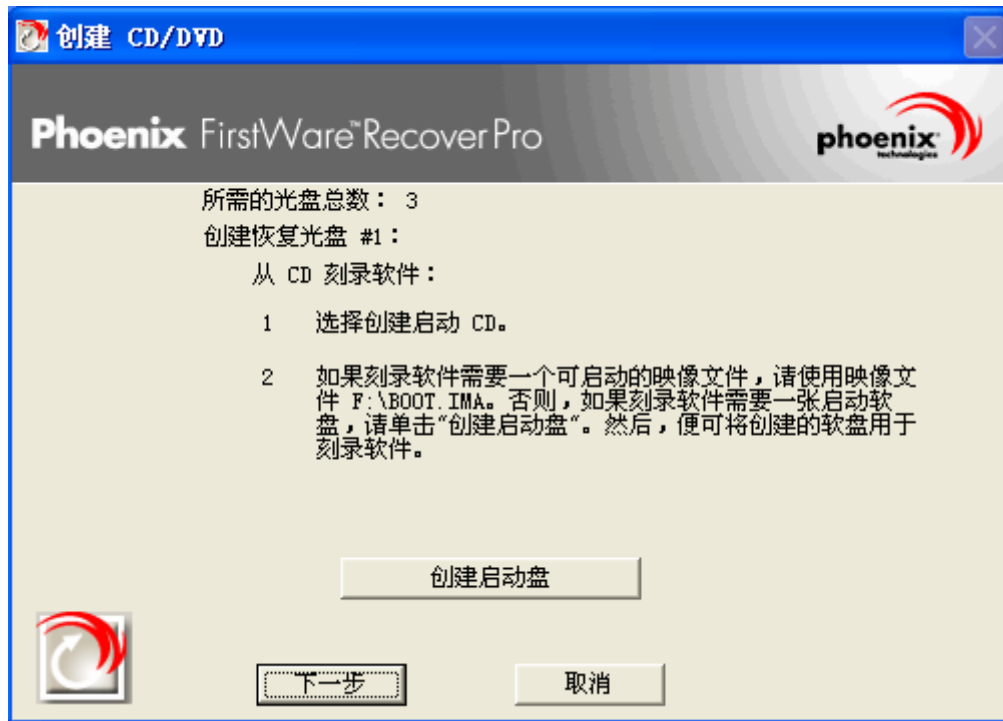 创建 CD/DVD
Phoenix FirstWare™ Recover Pro
phoenix
technologies
所需的光盘总数： 3
创建恢复光盘 #1：
从 CD 刻录软件：
1 选择创建启动 CD。
2 如果刻录软件需要一个可启动的映像文件，请使用映像文
件 F:\BOOT.IMA。否则，如果刻录软件需要一张启动软
盘，请单击“创建启动盘“。然后，便可将创建的软盘用于
刻录软件。
创建启动盘
下一步
取消